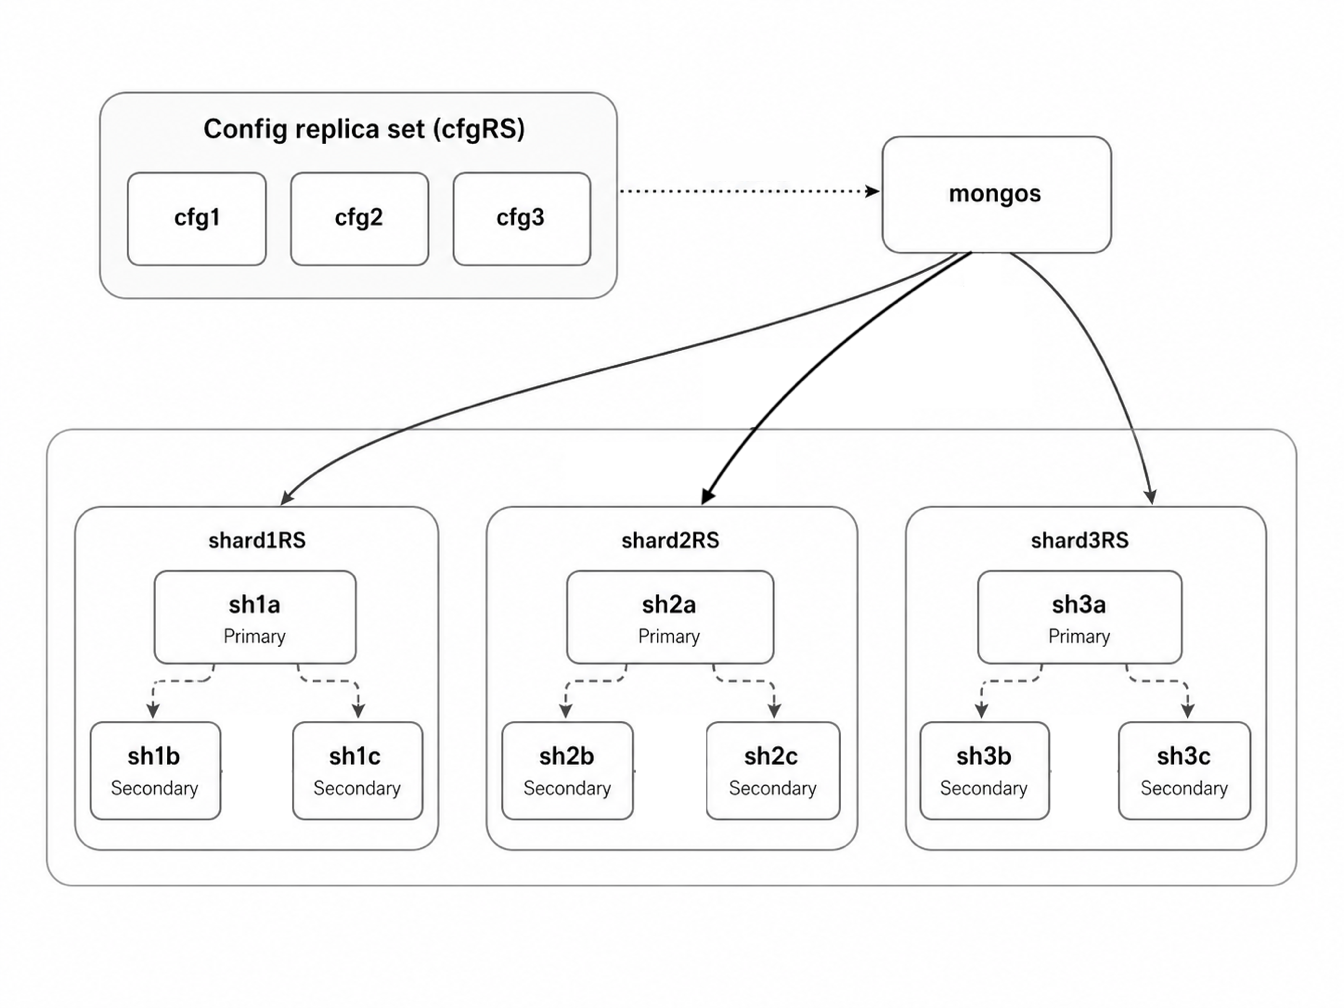 Config replica set (cfgRS)
cfg1
cfg2
cfg3
mongos
shard1RS
sh1a
Primary
sh1b
Secondary
sh1c
Secondary
shard2RS
sh2a
Primary
sh2b
Secondary
sh2c
Secondary
shard3RS
sh3a
Primary
sh3b
Secondary
sh3c
Secondary